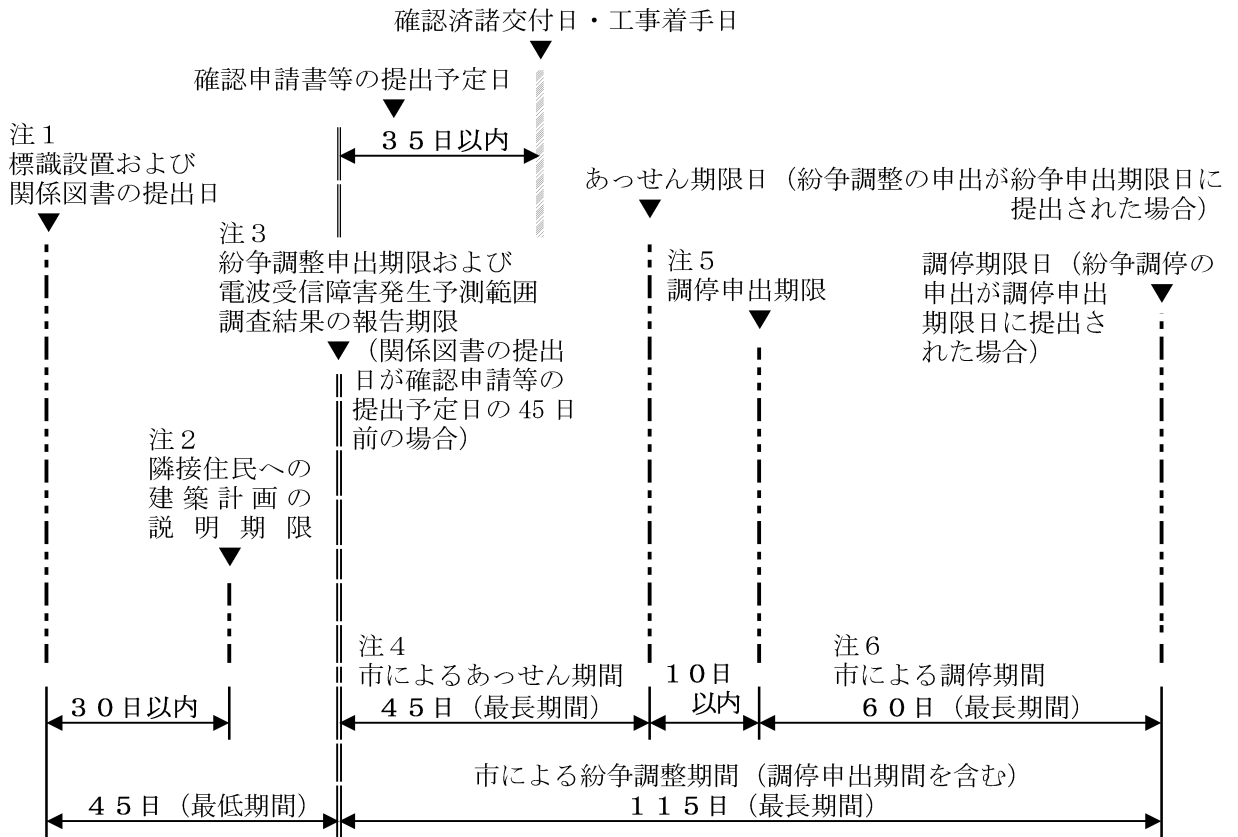 確認済諸交付日・工事着手日
確認申請書等の提出予定日
３５日以内
注１
標識設置および
関係図書の提出日
あっせん期限日（紛争調整の申出が紛争申出期限日に
提出された場合）
注３
紛争調整申出期限および
電波受信障害発生予測範囲
調査結果の報告期限
（関係図書の提出
日が確認申請等の
提出予定日の 45 日
前の場合）
注５
調停申出期限
調停期限日（紛争調停の
申出が調停申出
期限日に提出さ
れた場合）
注２
隣接住民への
建築計画の
説明期限
注４
市によるあっせん期間
４５日（最長期間）
１０日
以内
注６
市による調停期間
６０日（最長期間）
３０日以内
市による紛争調整期間（調停申出期間を含む）
４５日（最低期間）
１１５日（最長期間）